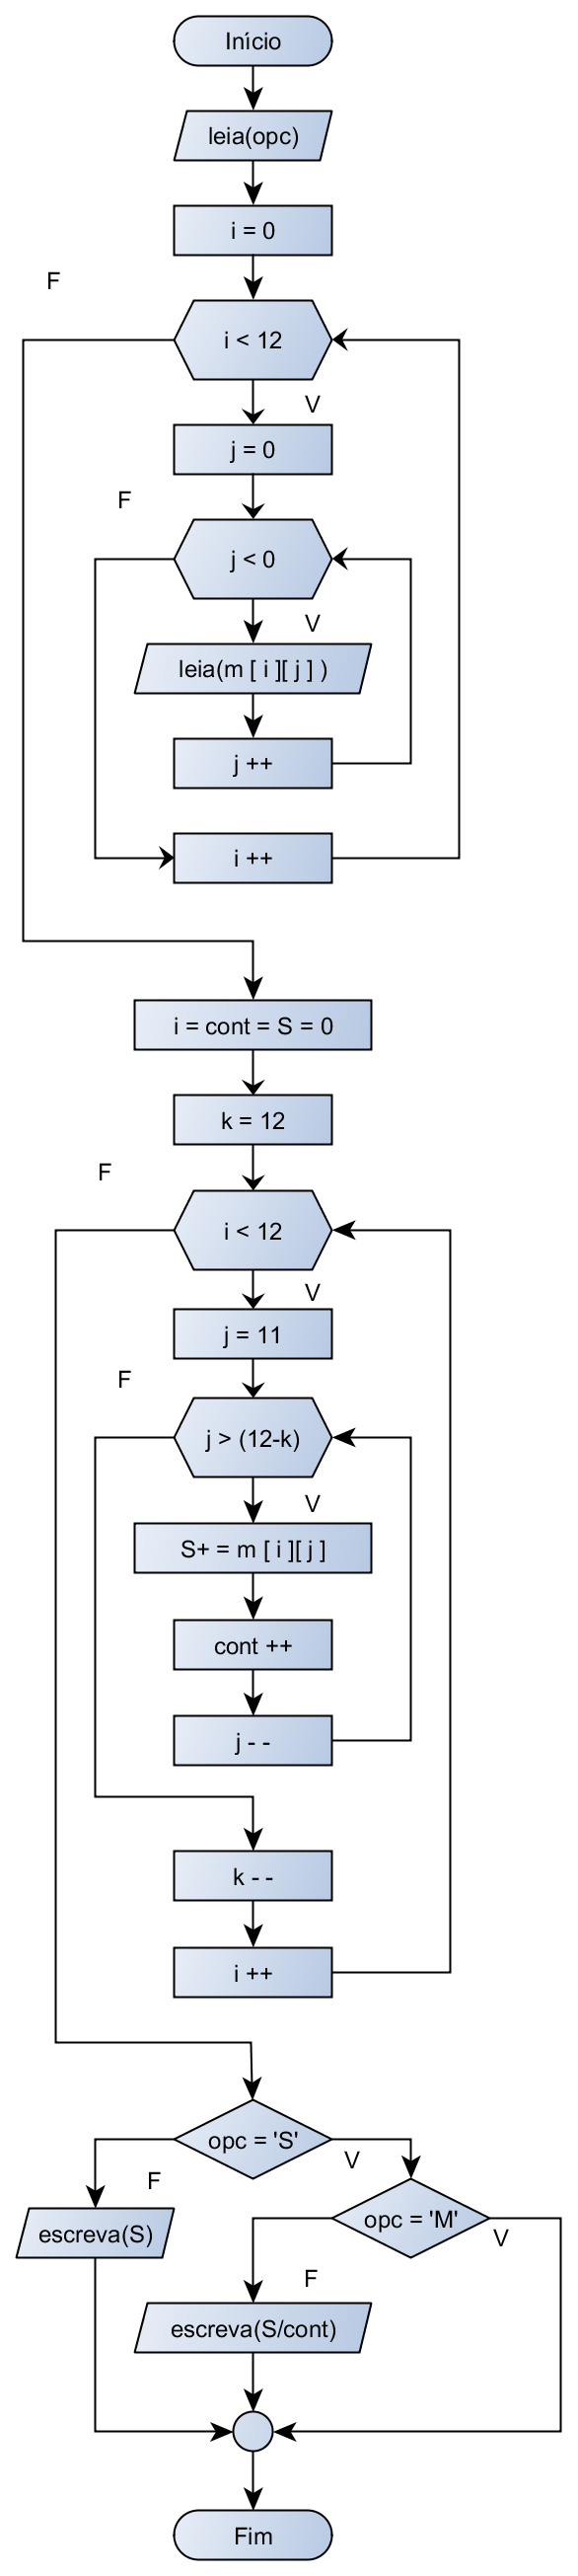 Início
leia(opc)
i = 0
F
i < 12
V
j = 0
F
j < 0
V
leia(m [ i ][ j ] )
j ++
i ++
i = cont = S = 0
k = 12
F
i < 12
V
j = 11
F
j > (12-k)
V
S+ = m [ i ][ j ]
cont ++
j - -
k - -
i ++
opc = 'S'
V
F
opc = 'M'
V
escreva(S)
F
escreva(S/cont)
Fim